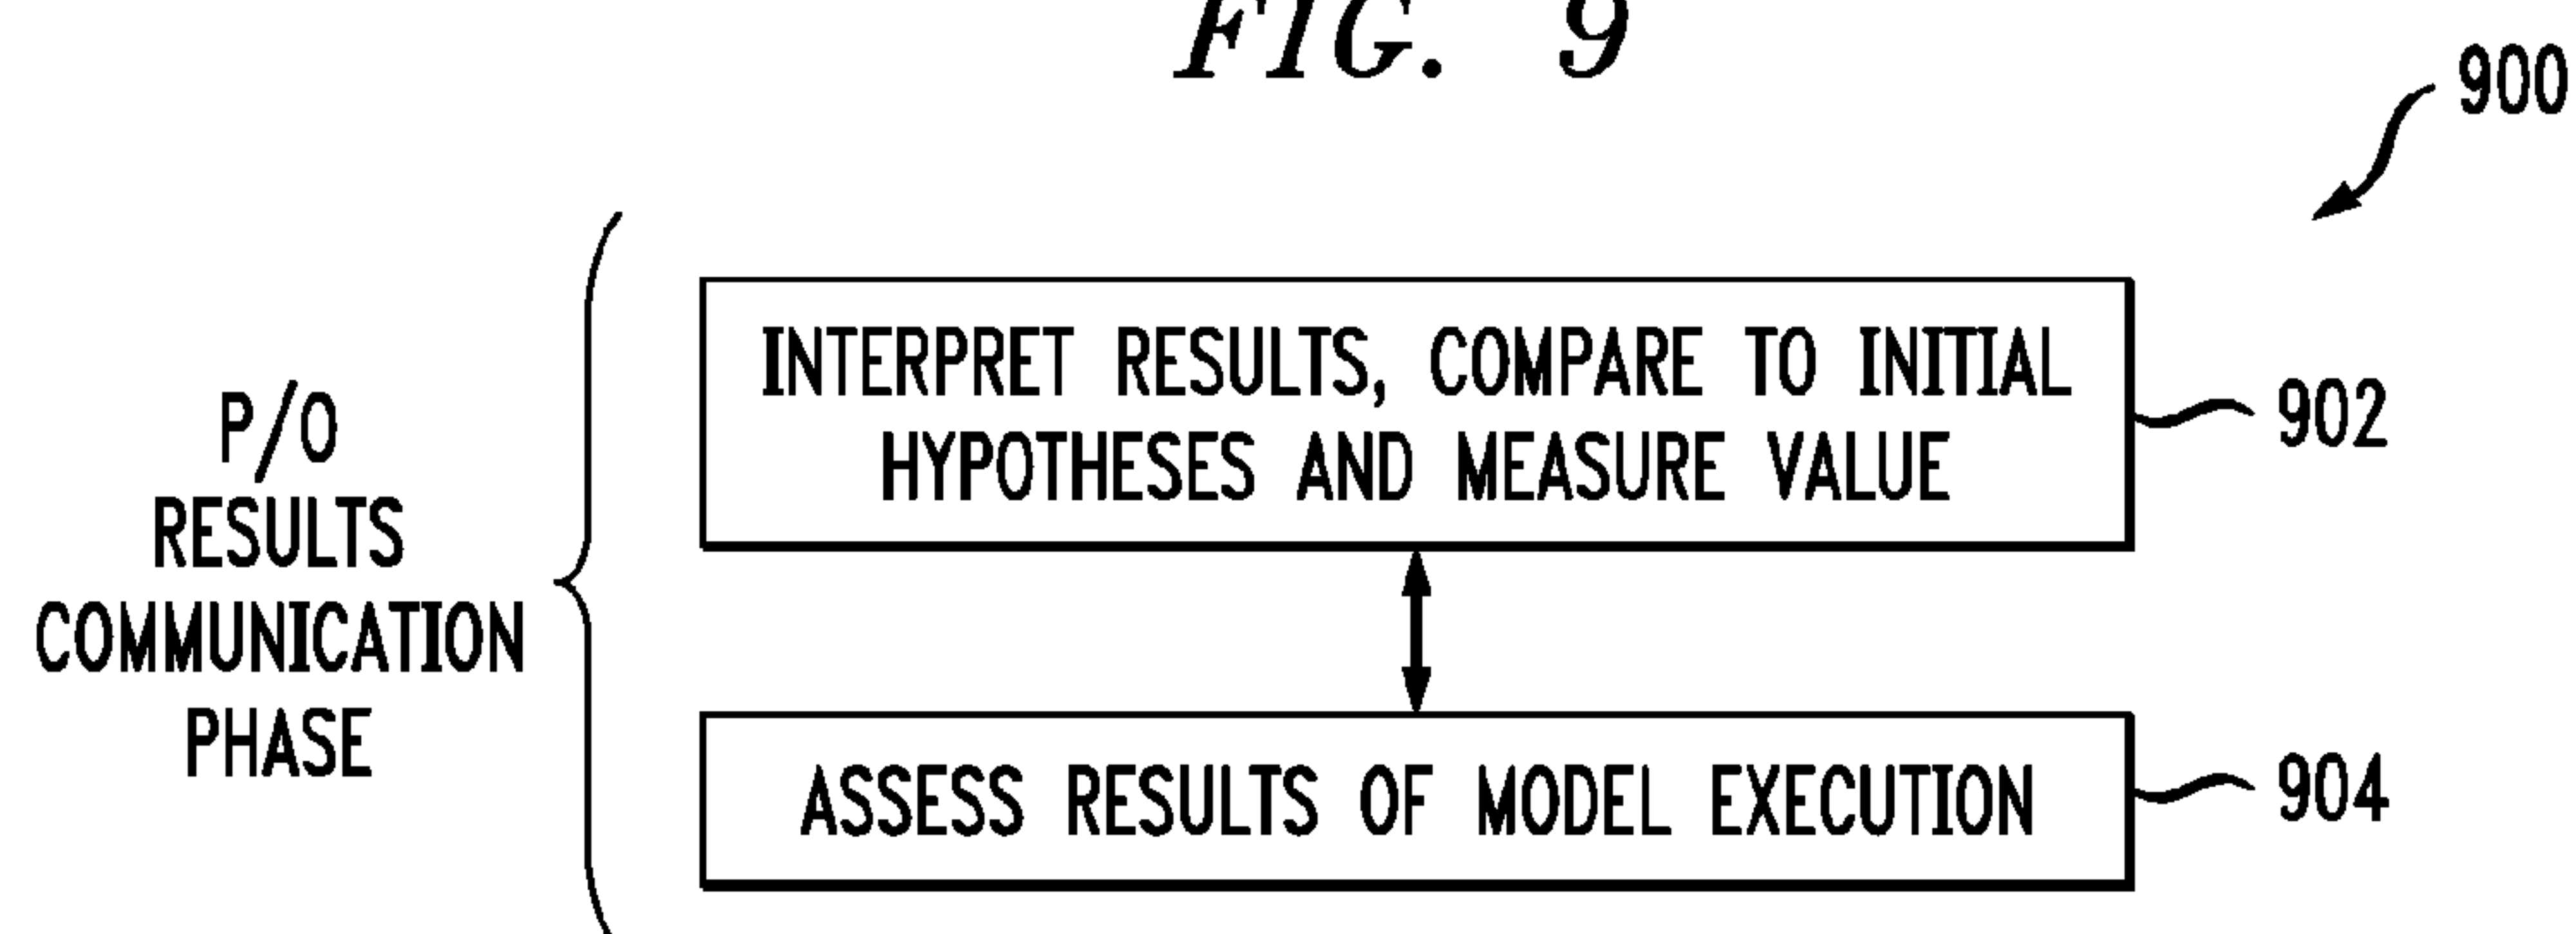 FIG. 9
900
INTERPRET RESULTS, COMPARE TO INITIAL
HYPOTHESES AND MEASURE VALUE
902
P/O
RESULTS
COMMUNICATION
PHASE
ASSESS RESULTS OF MODEL EXECUTION
904